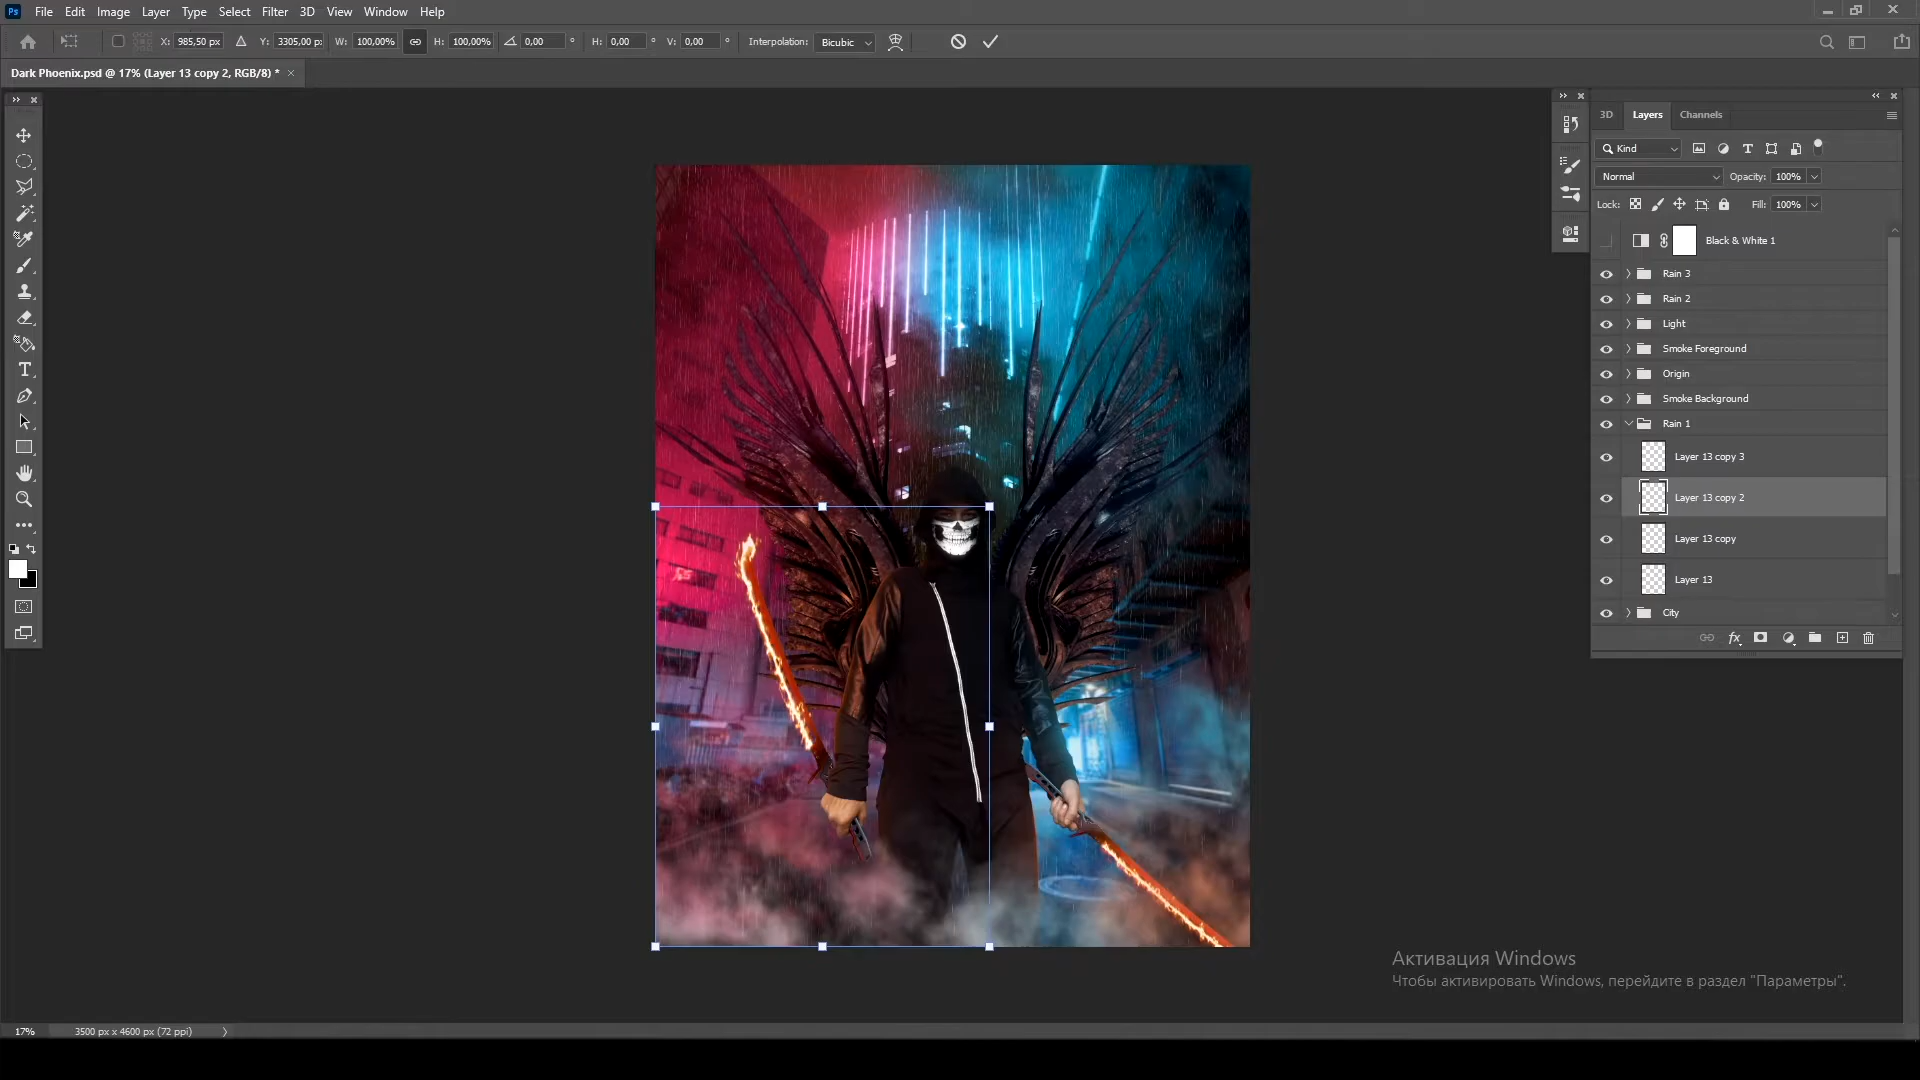 Ps File Edit Image Layer Type Select Filter 3D View Window Help
X: 985,50 px Y: 3305,00 px W: 100,00% H: 100,00% 0,00 ° H: 0,00 ° V: 0,00 ° Interpolation: Bicubic
Dark Phoenix.psd @ 17% (Layer 13 copy 2, RGB/8) *
3D Layers Channels
Kind
Normal Opacity: 100%
Lock: Fill: 100%
Black & White 1
Rain 3
Rain 2
Light
Smoke Foreground
Origin
Smoke Background
Rain 1
Layer 13 copy 3
Layer 13 copy 2
Layer 13 copy
Layer 13
City
fx
Активация Windows
Чтобы активировать Windows, перейдите в раздел "Параметры".
17% 3500 px x 4600 px (72 ppi)